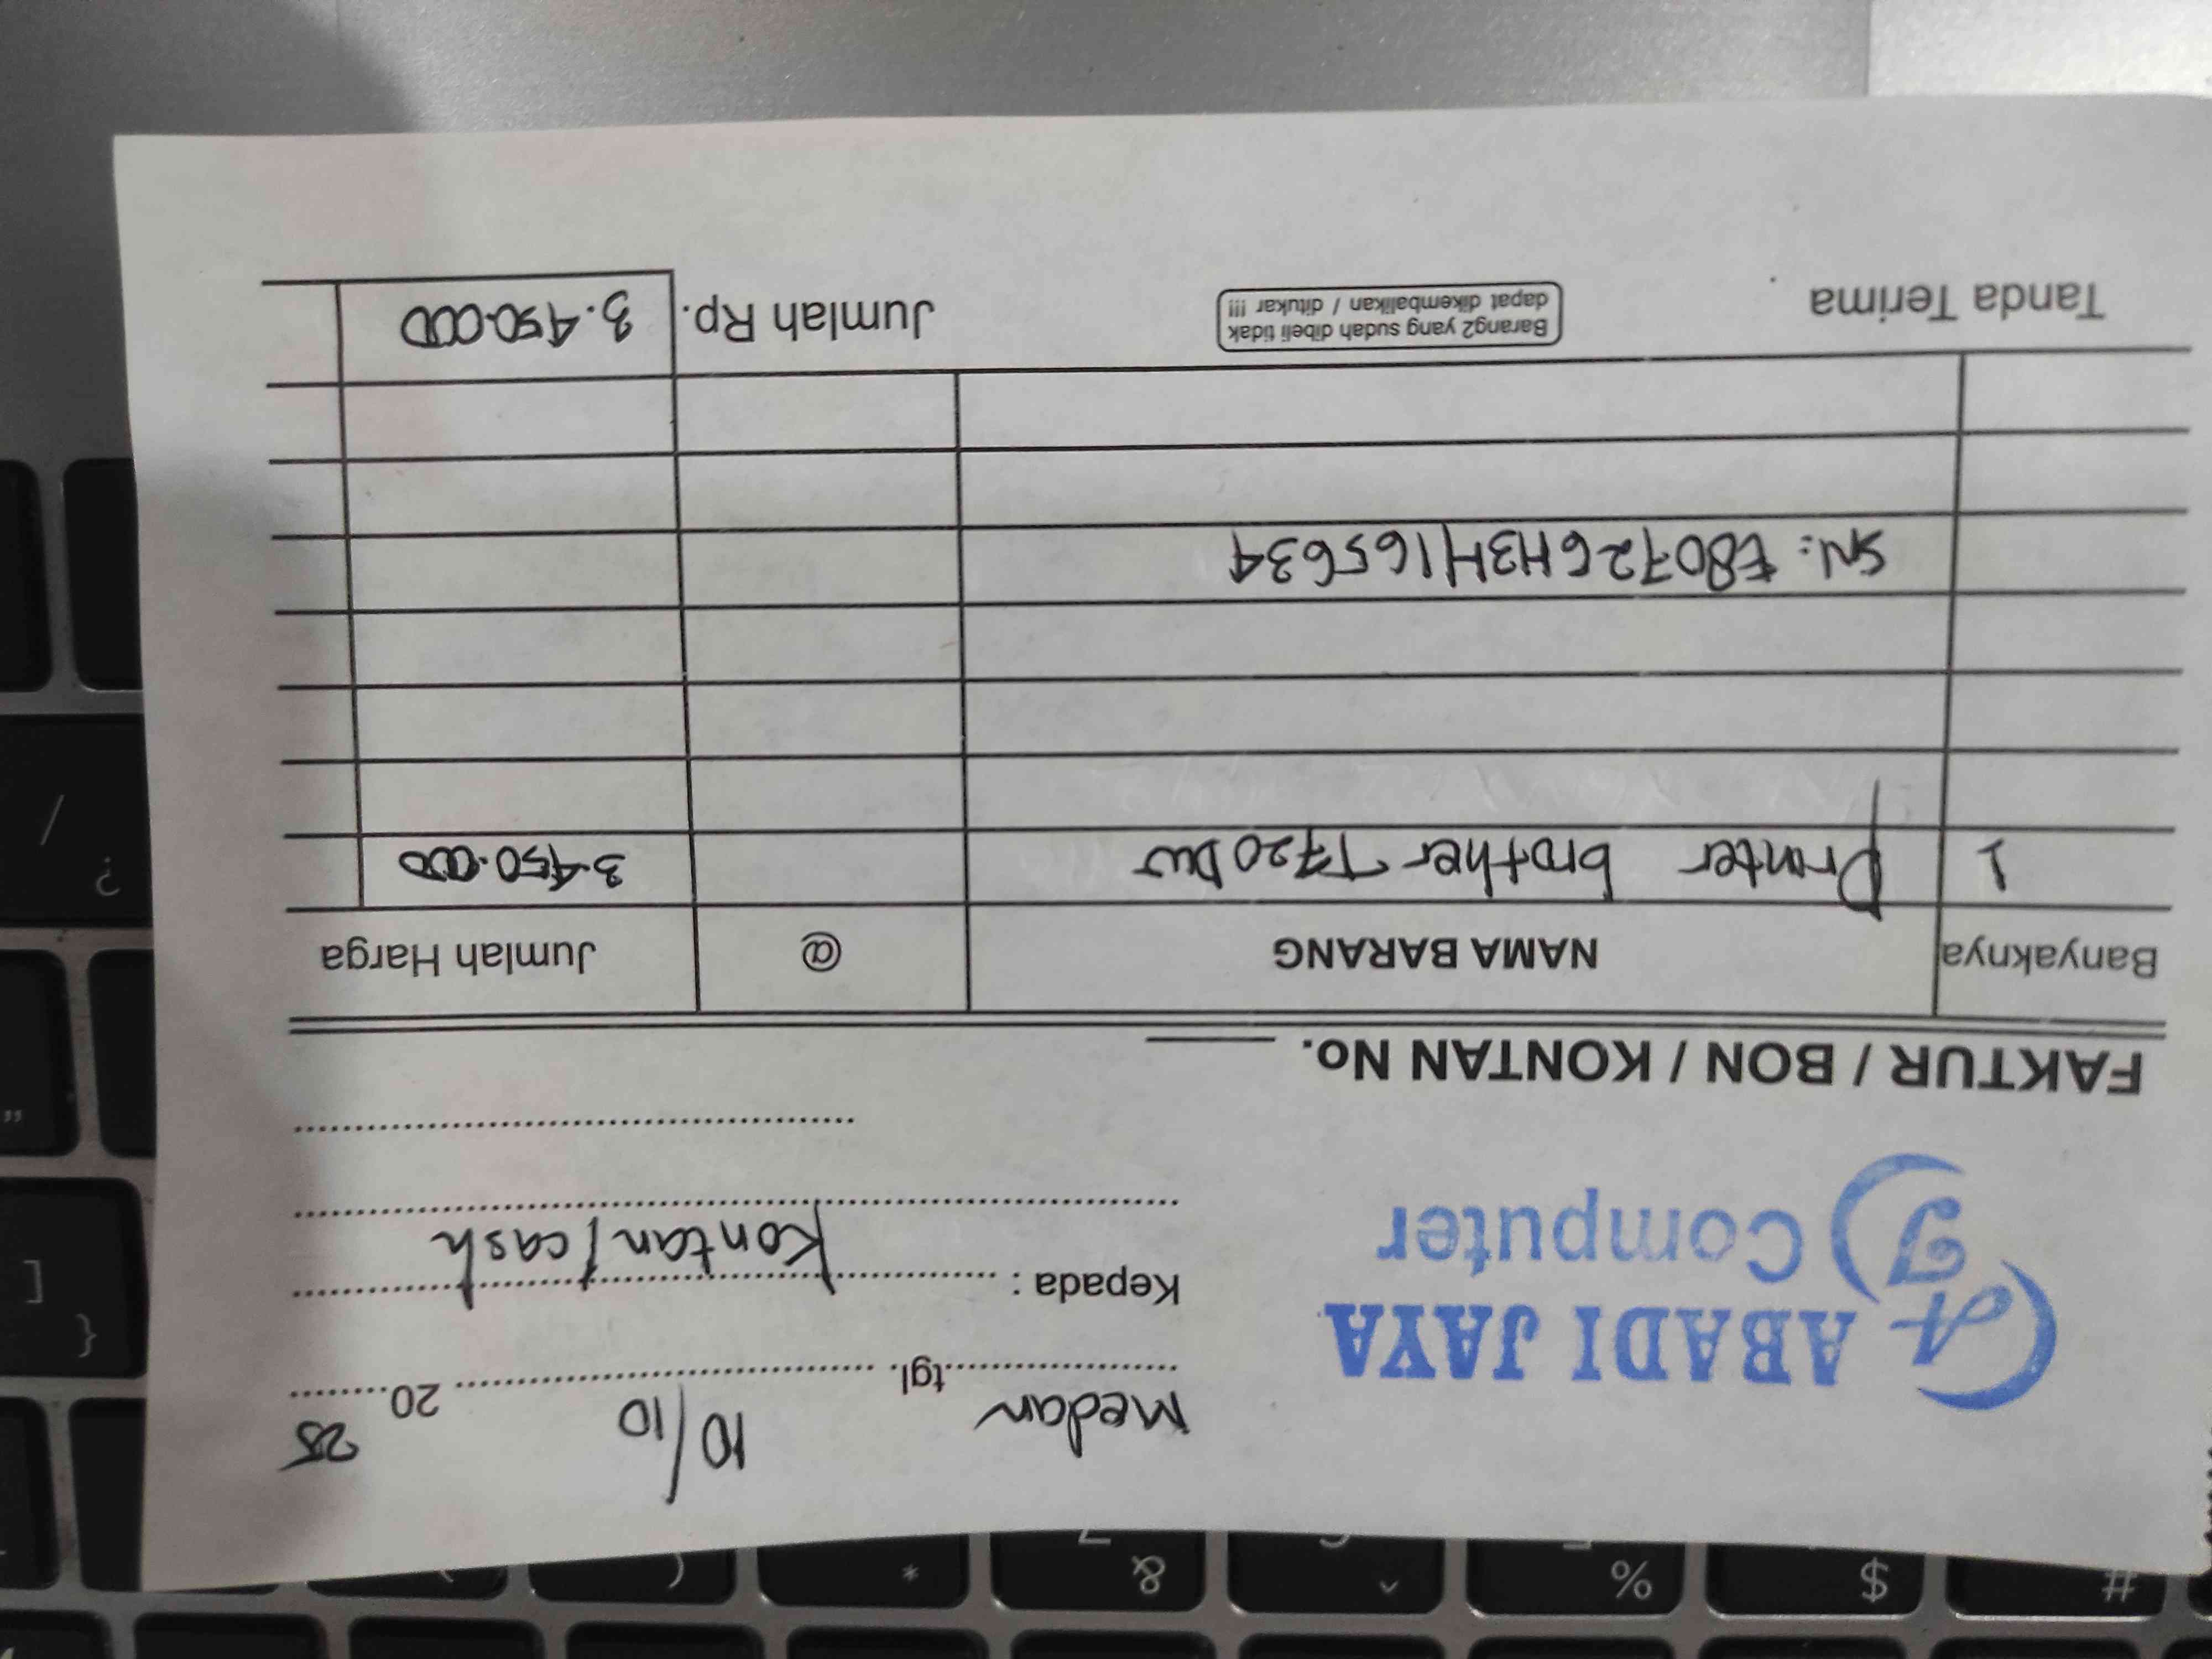 Medan tgl. 10/10 20 25
A ABADI JAYA
J Computer
Kepada : Kontan/cash
FAKTUR / BON / KONTAN No.
Banyaknya NAMA BARANG @ Jumlah Harga
1 Printer brother T720DW 3.450.000
SN: E80726H3H165634
Tanda Terima
Barang2 yang sudah dibeli tidak
dapat dikembalikan / ditukar !!!
Jumlah Rp. 3.450.000
# $ % ^ & * (
{
[
"
?
/